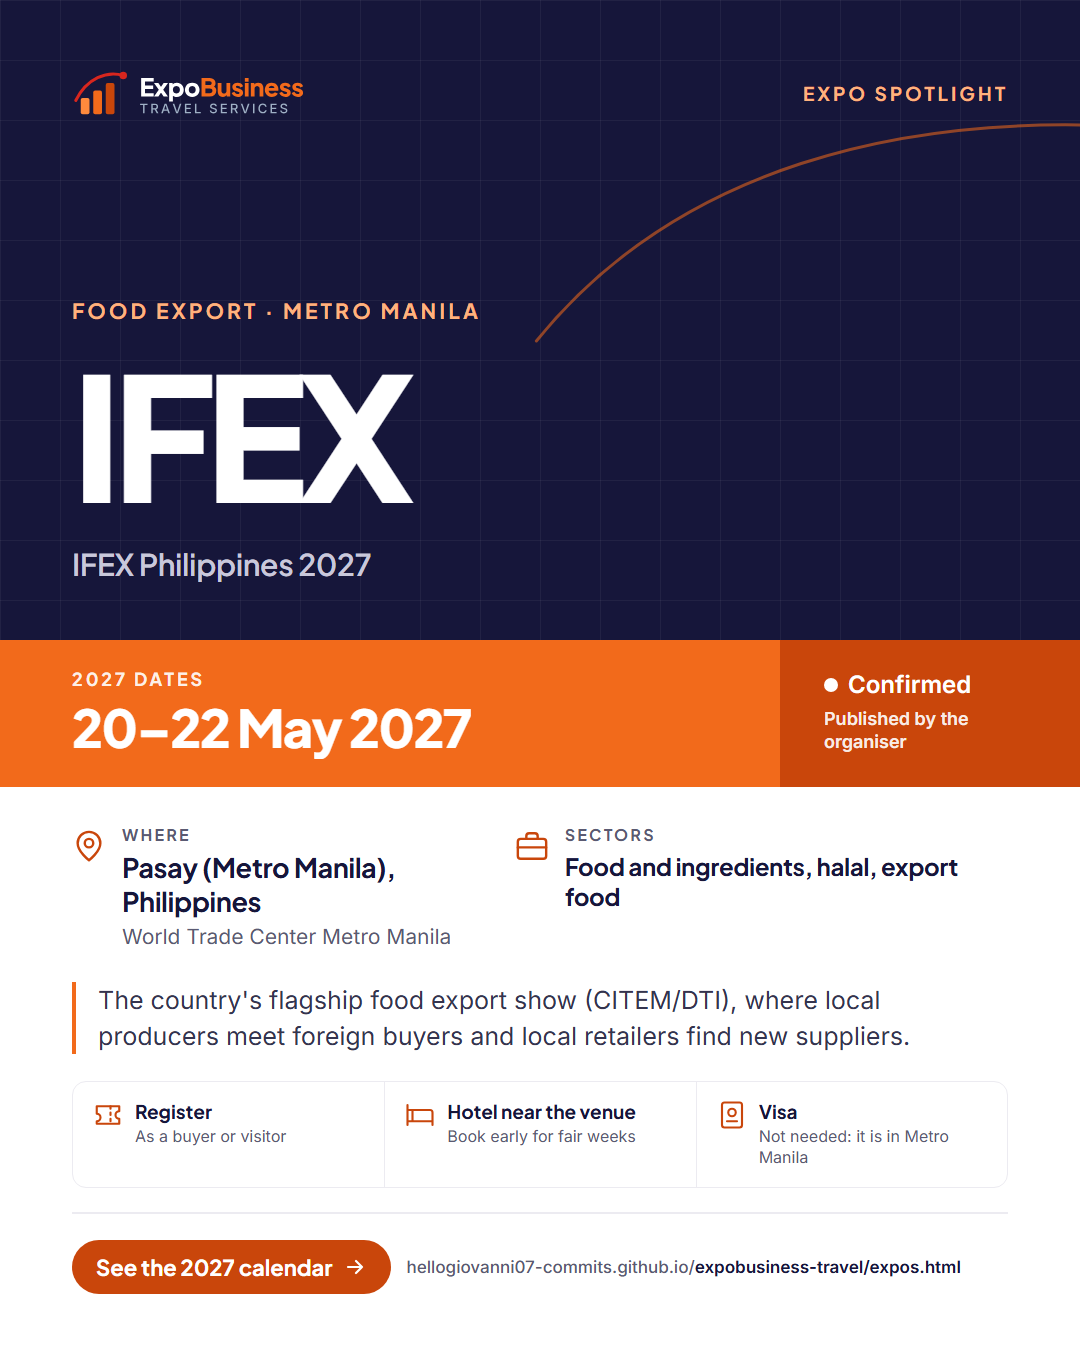 ExpoBusiness
TRAVEL SERVICES
EXPO SPOTLIGHT
FOOD EXPORT · METRO MANILA
IFEX
IFEX Philippines 2027
2027 DATES
20–22 May 2027
Confirmed
Published by the
organiser
WHERE
Pasay (Metro Manila),
Philippines
World Trade Center Metro Manila
SECTORS
Food and ingredients, halal, export
food
The country's flagship food export show (CITEM/DTI), where local
producers meet foreign buyers and local retailers find new suppliers.
Register
As a buyer or visitor
Hotel near the venue
Book early for fair weeks
Visa
Not needed: it is in Metro
Manila
See the 2027 calendar →
hellogiovanni07-commits.github.io/expobusiness-travel/expos.html